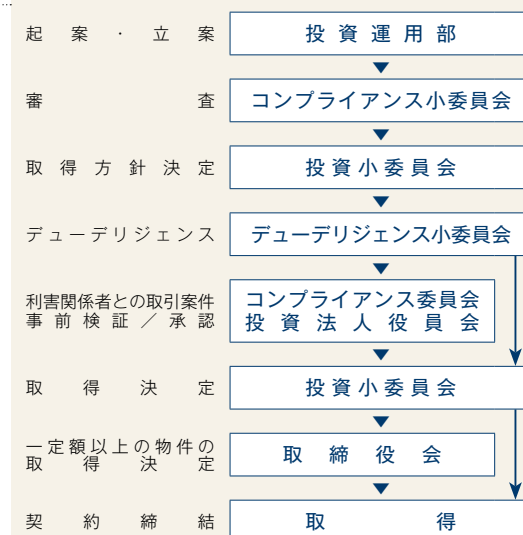 起案・立案
投資運用部
審査
コンプライアンス小委員会
取得方針決定
投資小委員会
デューデリジェンス
デューデリジェンス小委員会
利害関係者との取引案件
事前検証／承認
コンプライアンス委員会
投資法人役員会
取得決定
投資小委員会
一定額以上の物件の
取得決定
取締役会
契約締結
取得